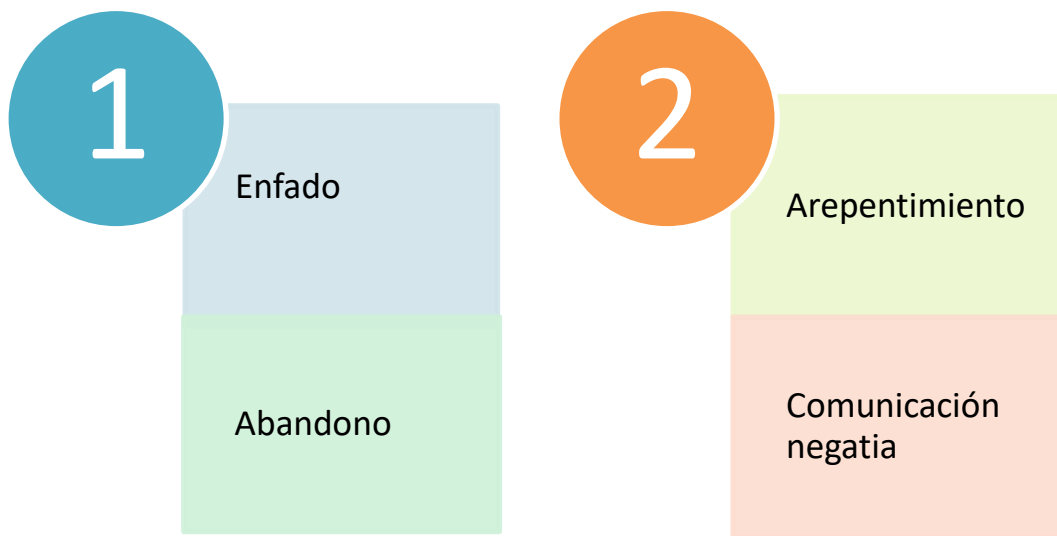 1
Enfado
Abandono
2
Arepentimiento
Comunicación
negatia